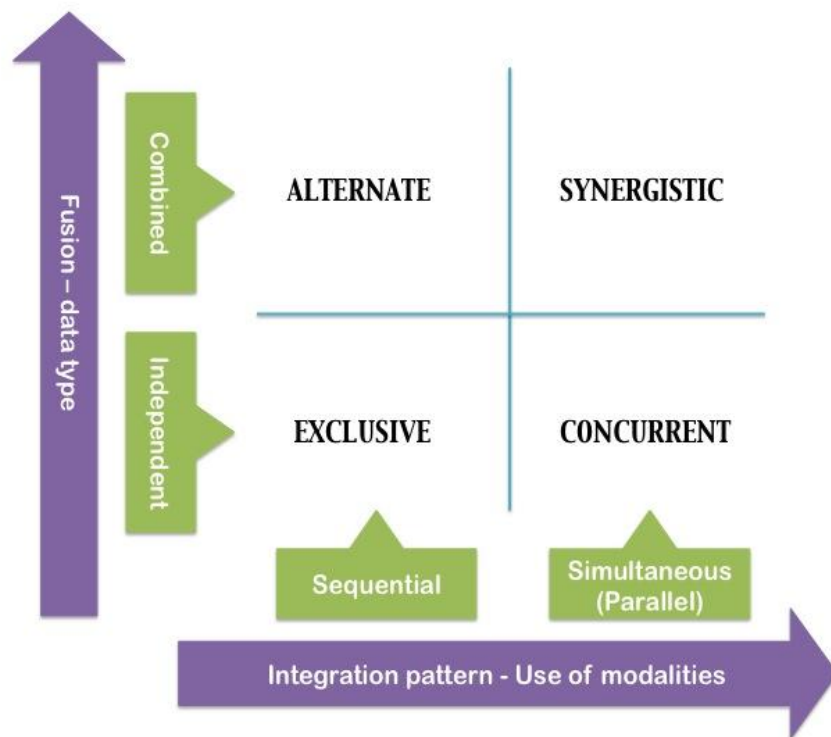 Fusion – data type
Combined
ALTERNATE
SYNERGISTIC
Independent
EXCLUSIVE
CONCURRENT
Sequential
Simultaneous
(Parallel)
Integration pattern - Use of modalities